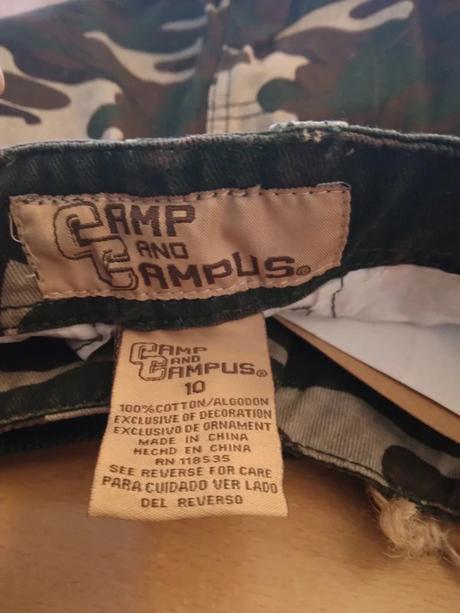 CAMP
AND
CAMPUS®
CAMP
AND
CAMPUS®
10
100%COTTON/ALGODON
EXCLUSIVE OF DECORATION
EXCLUSIVO DE ORNAMENT
MADE IN CHINA
HECHO EN CHINA
RN 118535
SEE REVERSE FOR CARE
PARA CUIDADO VER LADO
DEL REVERSO